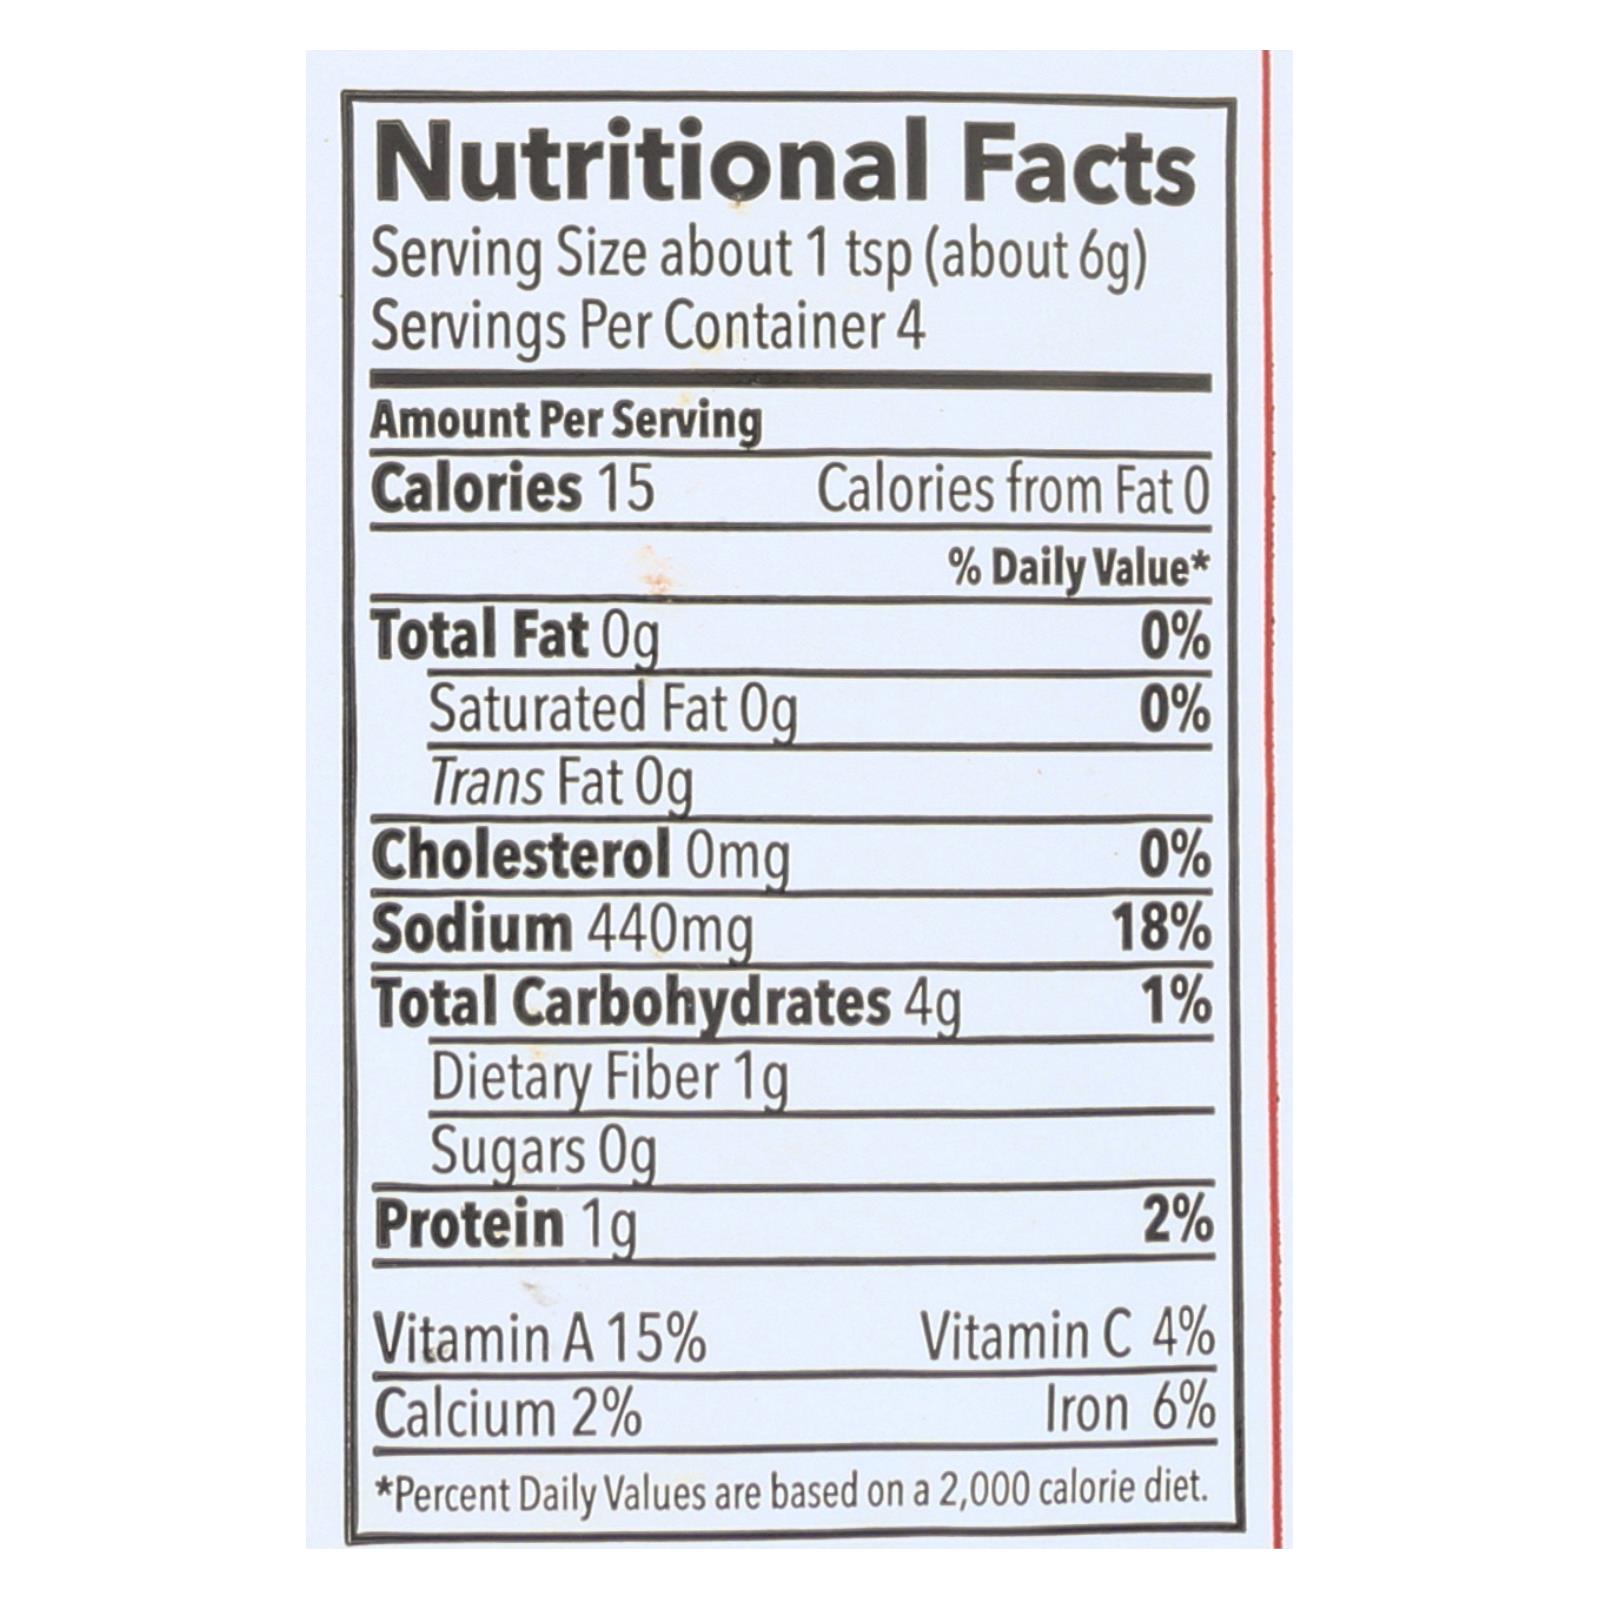 Nutritional Facts
Serving Size about 1 tsp (about 6g)
Servings Per Container 4
Amount Per Serving
Calories 15 Calories from Fat 0
% Daily Value*
Total Fat 0g 0%
Saturated Fat 0g 0%
Trans Fat 0g
Cholesterol 0mg 0%
Sodium 440mg 18%
Total Carbohydrates 4g 1%
Dietary Fiber 1g
Sugars 0g
Protein 1g 2%
Vitamin A 15% Vitamin C 4%
Calcium 2% Iron 6%
*Percent Daily Values are based on a 2,000 calorie diet.